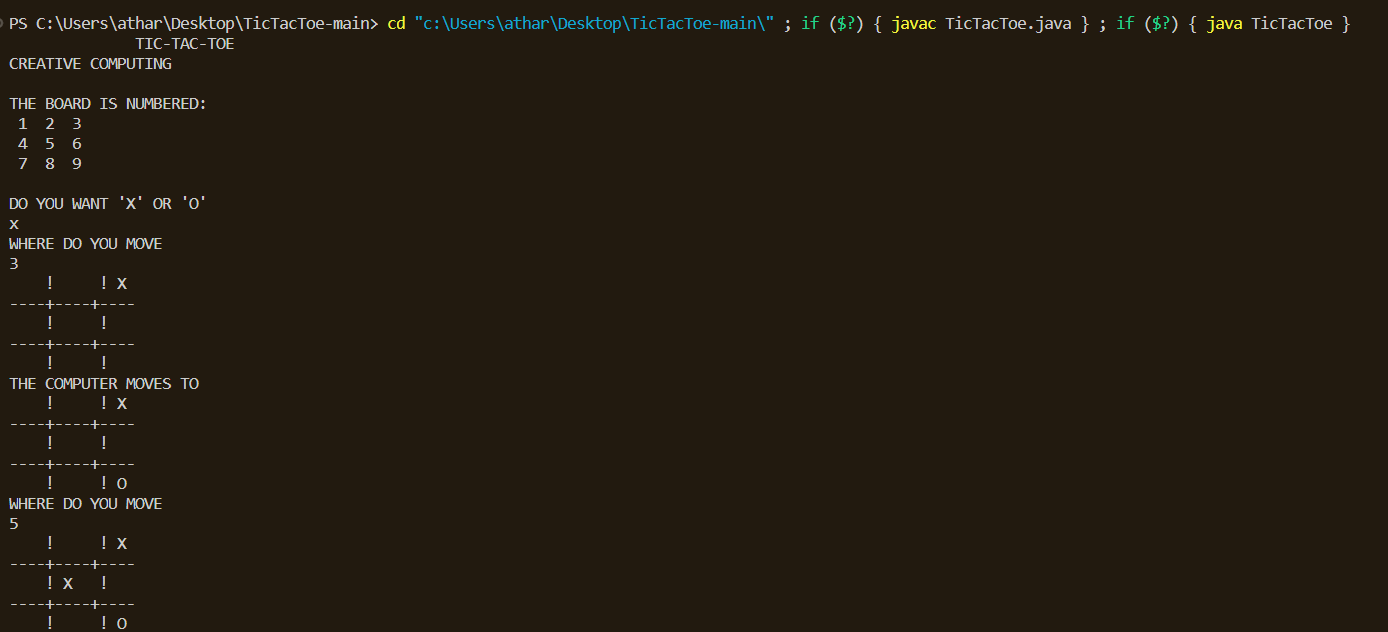 PS C:\Users\athar\Desktop\TicTacToe-main> cd "c:\Users\athar\Desktop\TicTacToe-main\" ; if ($?) { javac TicTacToe.java } ; if ($?) { java TicTacToe }
              TIC-TAC-TOE
CREATIVE COMPUTING

THE BOARD IS NUMBERED:
 1  2  3
 4  5  6
 7  8  9

DO YOU WANT 'X' OR 'O'
x
WHERE DO YOU MOVE
3
    !     ! X
----+----+----
    !     !
----+----+----
    !     !
THE COMPUTER MOVES TO
    !     ! X
----+----+----
    !     !
----+----+----
    !     ! O
WHERE DO YOU MOVE
5
    !     ! X
----+----+----
    ! X   !
----+----+----
    !     ! O